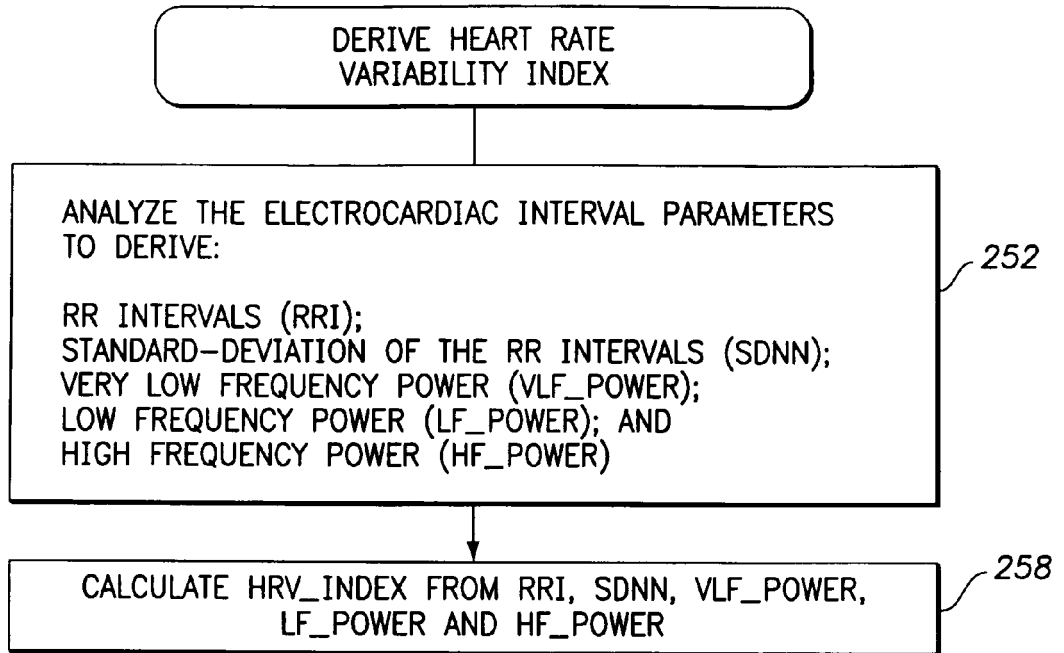 DERIVE HEART RATE
VARIABILITY INDEX
ANALYZE THE ELECTROCARDIAC INTERVAL PARAMETERS
TO DERIVE:
RR INTERVALS (RRI);
STANDARD-DEVIATION OF THE RR INTERVALS (SDNN);
VERY LOW FREQUENCY POWER (VLF_POWER);
LOW FREQUENCY POWER (LF_POWER); AND
HIGH FREQUENCY POWER (HF_POWER)
252
CALCULATE HRV_INDEX FROM RRI, SDNN, VLF_POWER,
LF_POWER AND HF_POWER
258